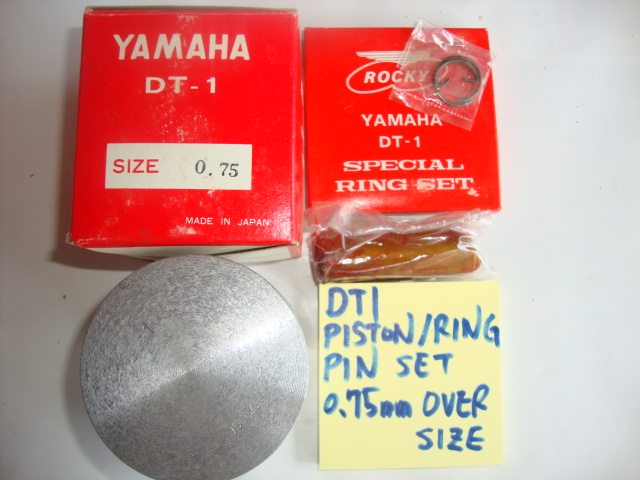 YAMAHA
DT-1
SIZE 0.75
MADE IN JAPAN
ROCKY
YAMAHA
DT-1
SPECIAL
RING SET
DT1
PISTON/RING
PIN SET
0.75mm OVER
SIZE